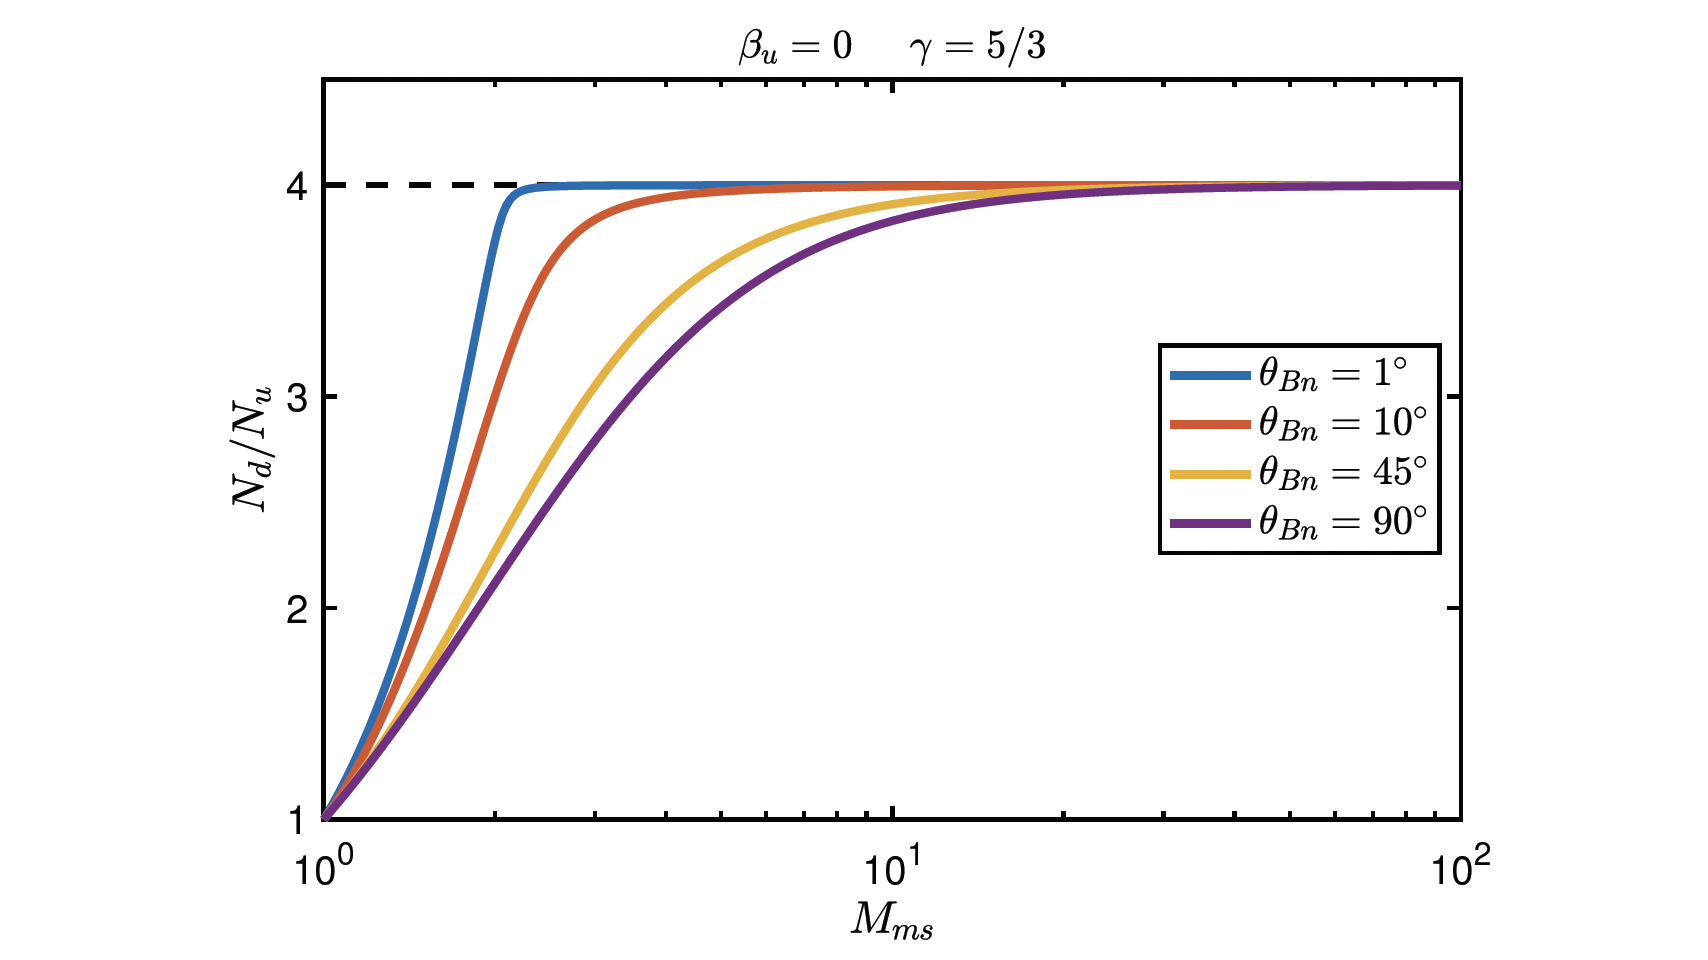 β_u = 0   γ = 5/3
4
3
2
1
N_d/N_u
10^0
10^1
10^2
M_ms
θ_Bn = 1°
θ_Bn = 10°
θ_Bn = 45°
θ_Bn = 90°